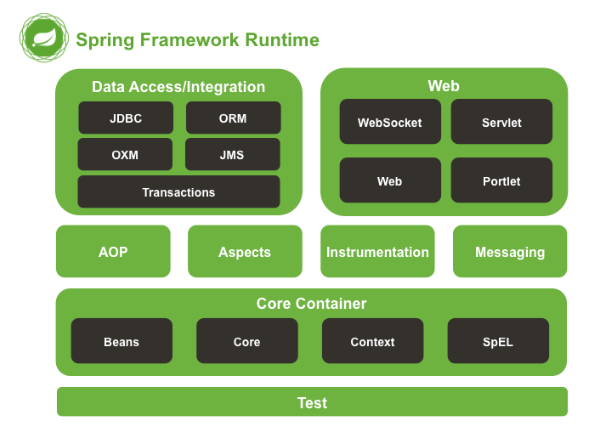 Spring Framework Runtime
Data Access/Integration
JDBC
ORM
OXM
JMS
Transactions
Web
WebSocket
Servlet
Web
Portlet
AOP
Aspects
Instrumentation
Messaging
Core Container
Beans
Core
Context
SpEL
Test